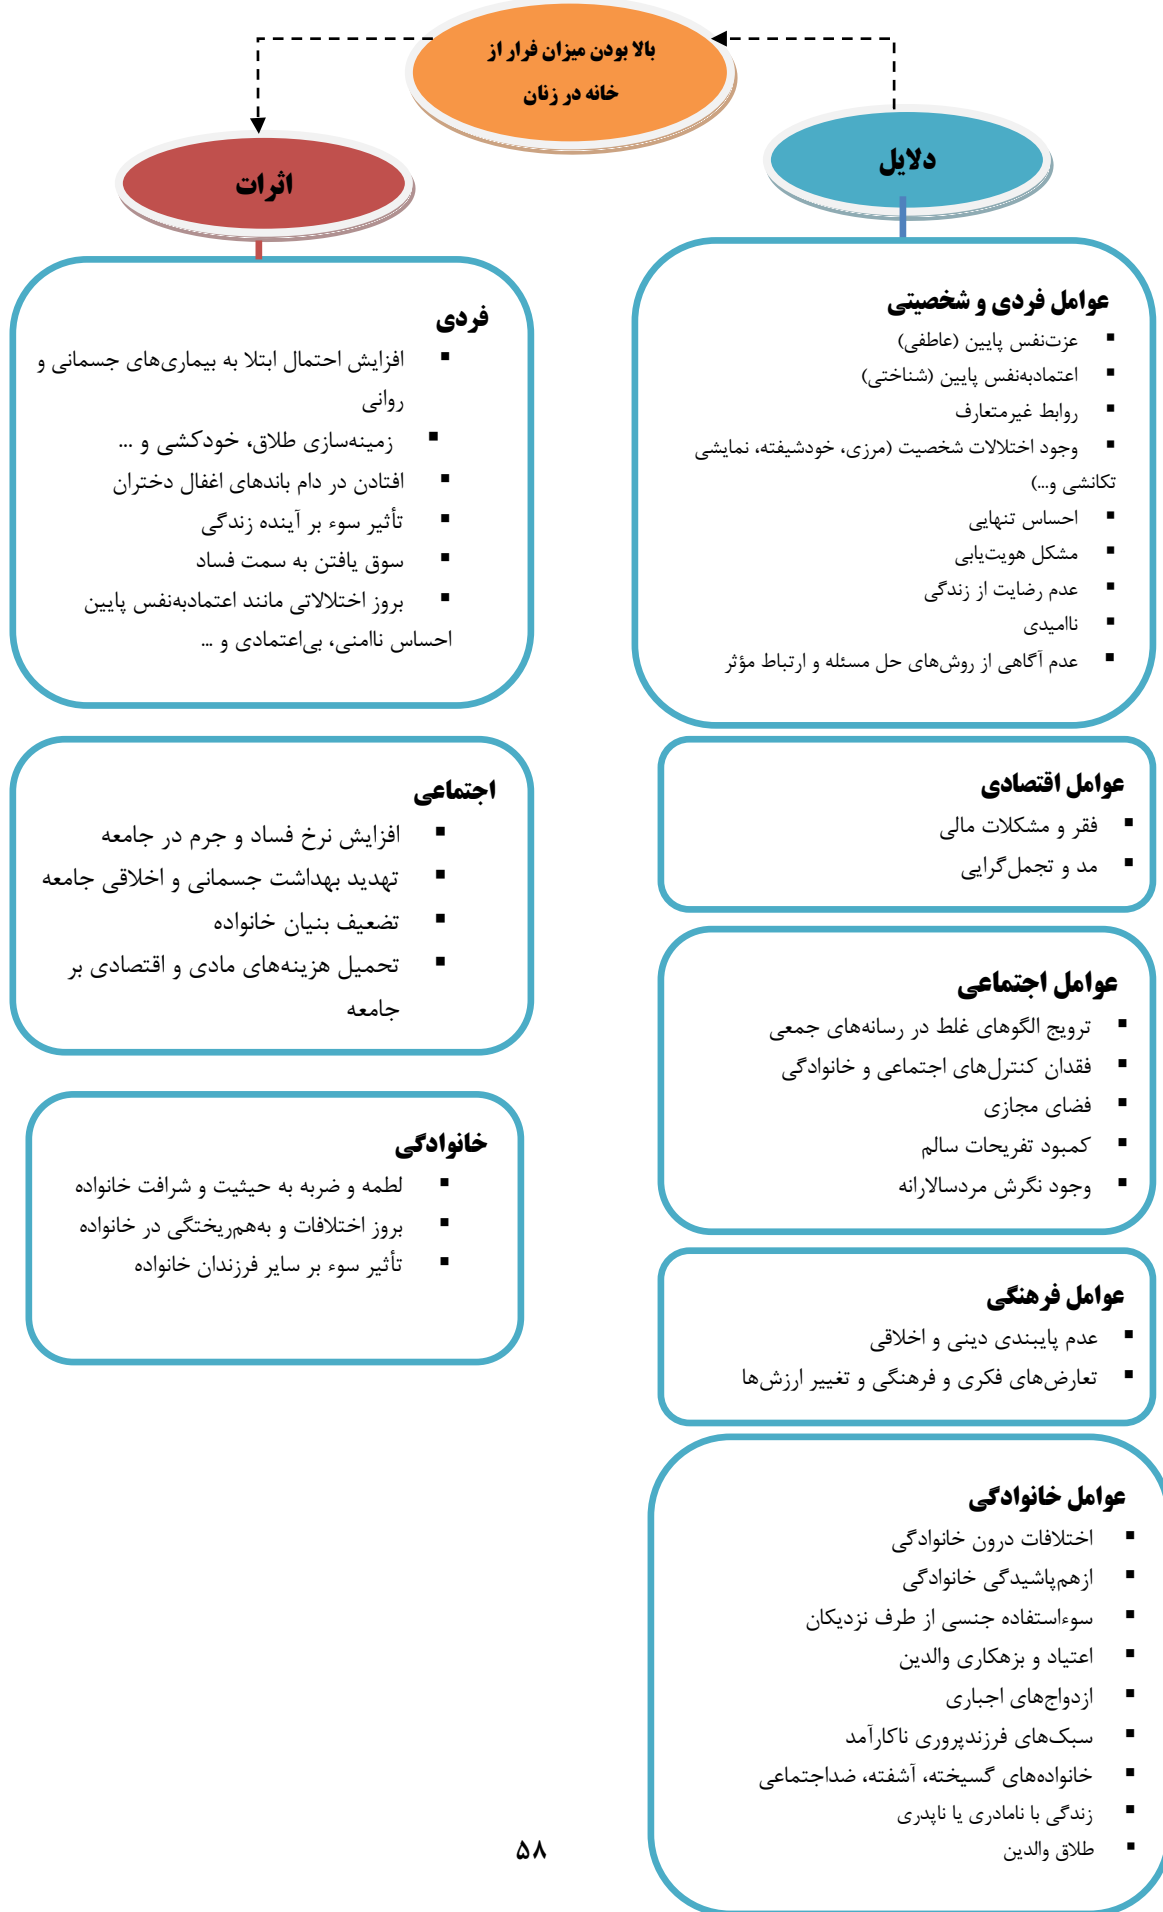 بالا بودن میزان فرار از
خانه در زنان
دلایل
عوامل فردی و شخصیتی
▪ عزت‌نفس پایین (عاطفی)
▪ اعتمادبه‌نفس پایین (شناختی)
▪ روابط غیرمتعارف
▪ وجود اختلالات شخصیت (مرزی، خودشیفته، نمایشی
تکانشی و...)
▪ احساس تنهایی
▪ مشکل هویت‌یابی
▪ عدم رضایت از زندگی
▪ ناامیدی
▪ عدم آگاهی از روش‌های حل مسئله و ارتباط مؤثر
عوامل اقتصادی
▪ فقر و مشکلات مالی
▪ مد و تجمل‌گرایی
عوامل اجتماعی
▪ ترویج الگوهای غلط در رسانه‌های جمعی
▪ فقدان کنترل‌های اجتماعی و خانوادگی
▪ فضای مجازی
▪ کمبود تفریحات سالم
▪ وجود نگرش مردسالارانه
عوامل فرهنگی
▪ عدم پایبندی دینی و اخلاقی
▪ تعارض‌های فکری و فرهنگی و تغییر ارزش‌ها
عوامل خانوادگی
▪ اختلافات درون خانوادگی
▪ ازهم‌پاشیدگی خانوادگی
▪ سوءاستفاده جنسی از طرف نزدیکان
▪ اعتیاد و بزهکاری والدین
▪ ازدواج‌های اجباری
▪ سبک‌های فرزندپروری ناکارآمد
▪ خانواده‌های گسیخته، آشفته، ضداجتماعی
▪ زندگی با نامادری یا ناپدری
▪ طلاق والدین
اثرات
فردی
▪ افزایش احتمال ابتلا به بیماری‌های جسمانی و
روانی
▪ زمینه‌سازی طلاق، خودکشی و ...
▪ افتادن در دام باندهای اغفال دختران
▪ تأثیر سوء بر آینده زندگی
▪ سوق یافتن به سمت فساد
▪ بروز اختلالاتی مانند اعتمادبه‌نفس پایین
احساس ناامنی، بی‌اعتمادی و ...
اجتماعی
▪ افزایش نرخ فساد و جرم در جامعه
▪ تهدید بهداشت جسمانی و اخلاقی جامعه
▪ تضعیف بنیان خانواده
▪ تحمیل هزینه‌های مادی و اقتصادی بر
جامعه
خانوادگی
▪ لطمه و ضربه به حیثیت و شرافت خانواده
▪ بروز اختلافات و به‌هم‌ریختگی در خانواده
▪ تأثیر سوء بر سایر فرزندان خانواده
۵۸